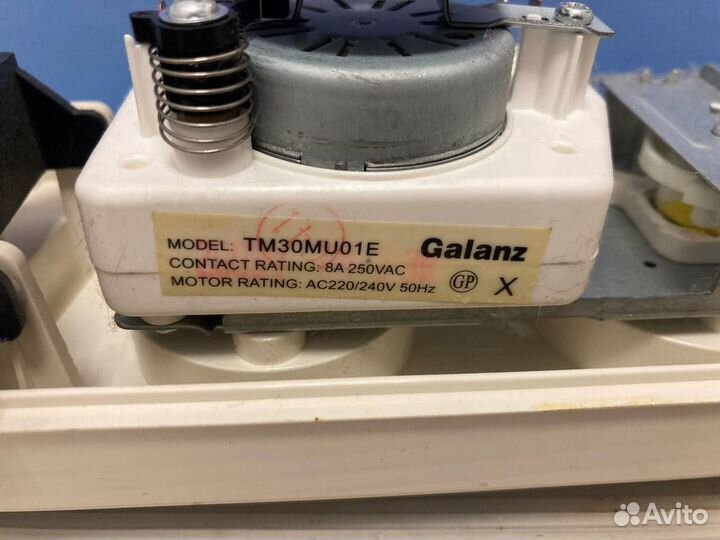 MODEL: TM30MU01E Galanz
CONTACT RATING: 8A 250VAC
MOTOR RATING: AC220/240V 50Hz GP X
Avito